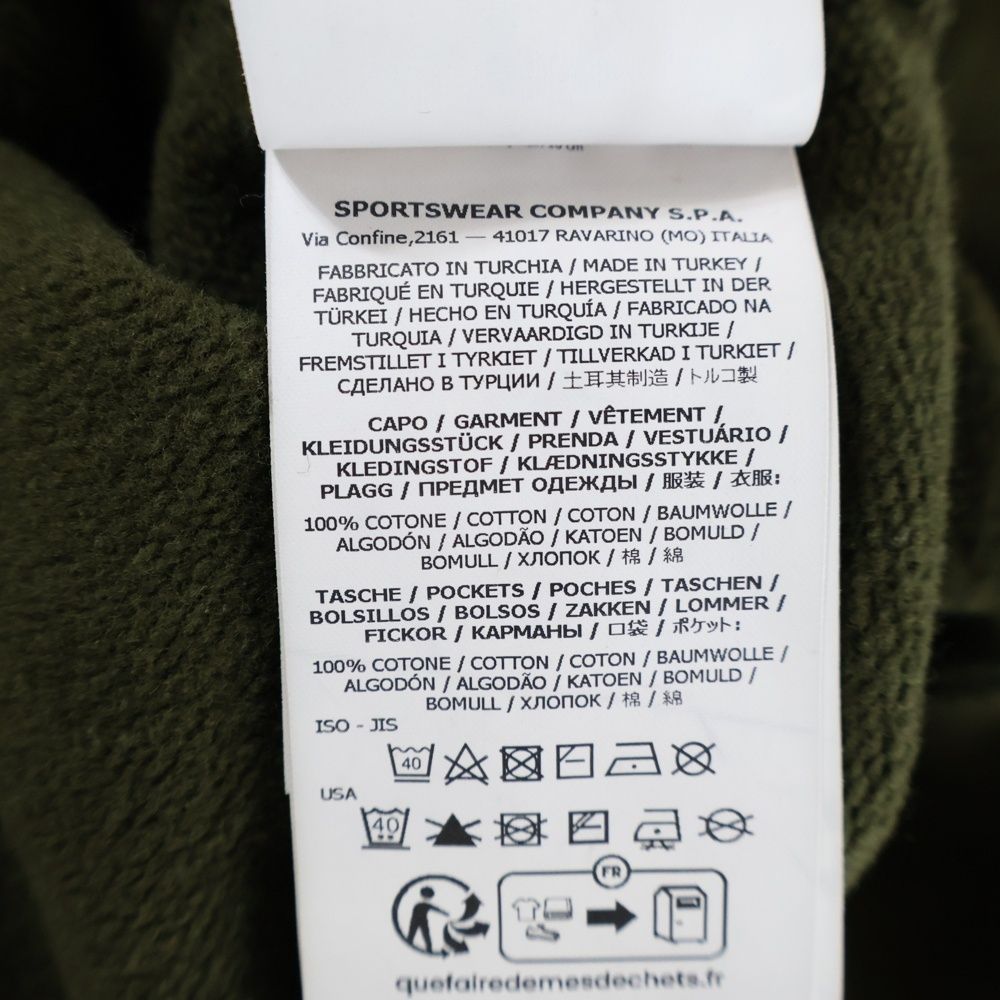 SPORTSWEAR COMPANY S.P.A.
Via Confine,2161 — 41017 RAVARINO (MO) ITALIA
FABBRICATO IN TURCHIA / MADE IN TURKEY /
FABRIQUÉ EN TURQUIE / HERGESTELLT IN DER
TÜRKEI / HECHO EN TURQUÍA / FABRICADO NA
TURQUIA / VERVAARDIGD IN TURKIJE /
FREMSTILLET I TYRKIET / TILLVERKAD I TURKIET /
СДЕЛАНО В ТУРЦИИ / 土耳其制造 / トルコ製
CAPO / GARMENT / VÊTEMENT /
KLEIDUNGSSTÜCK / PRENDA / VESTUÁRIO /
KLEDINGSTOF / KLÆDNINGSSTYKKE /
PLAGG / ПРЕДМЕТ ОДЕЖДЫ / 服装 / 衣服:
100% COTONE / COTTON / COTON / BAUMWOLLE /
ALGODÓN / ALGODÃO / KATOEN / BOMULD /
BOMULL / ХЛОПОК / 棉 / 綿
TASCHE / POCKETS / POCHES / TASCHEN /
BOLSILLOS / BOLSOS / ZAKKEN / LOMMER /
FICKOR / КАРМАНЫ / 口袋 / ポケット:
100% COTONE / COTTON / COTON / BAUMWOLLE /
ALGODÓN / ALGODÃO / KATOEN / BOMULD /
BOMULL / ХЛОПОК / 棉 / 綿
ISO - JIS
40
USA
40
FR
quefairedemesdechets.fr